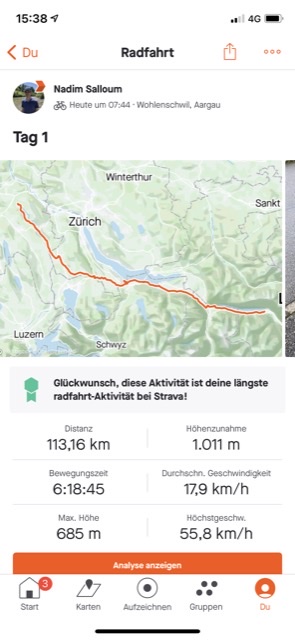 15:38
4G
Du
Radfahrt
Nadim Salloum
Heute um 07:44 · Wohlenschwil, Aargau
Tag 1
Winterthur
Sankt
Zürich
L
Luzern
Schwyz
Glückwunsch, diese Aktivität ist deine längste
radfahrt-Aktivität bei Strava!
Distanz
Höhenzunahme
113,16 km
1.011 m
Bewegungszeit
Durchschn. Geschwindigkeit
6:18:45
17,9 km/h
Max. Höhe
Höchstgeschw.
685 m
55,8 km/h
Analyse anzeigen
3
Start
Karten
Aufzeichnen
Gruppen
Du